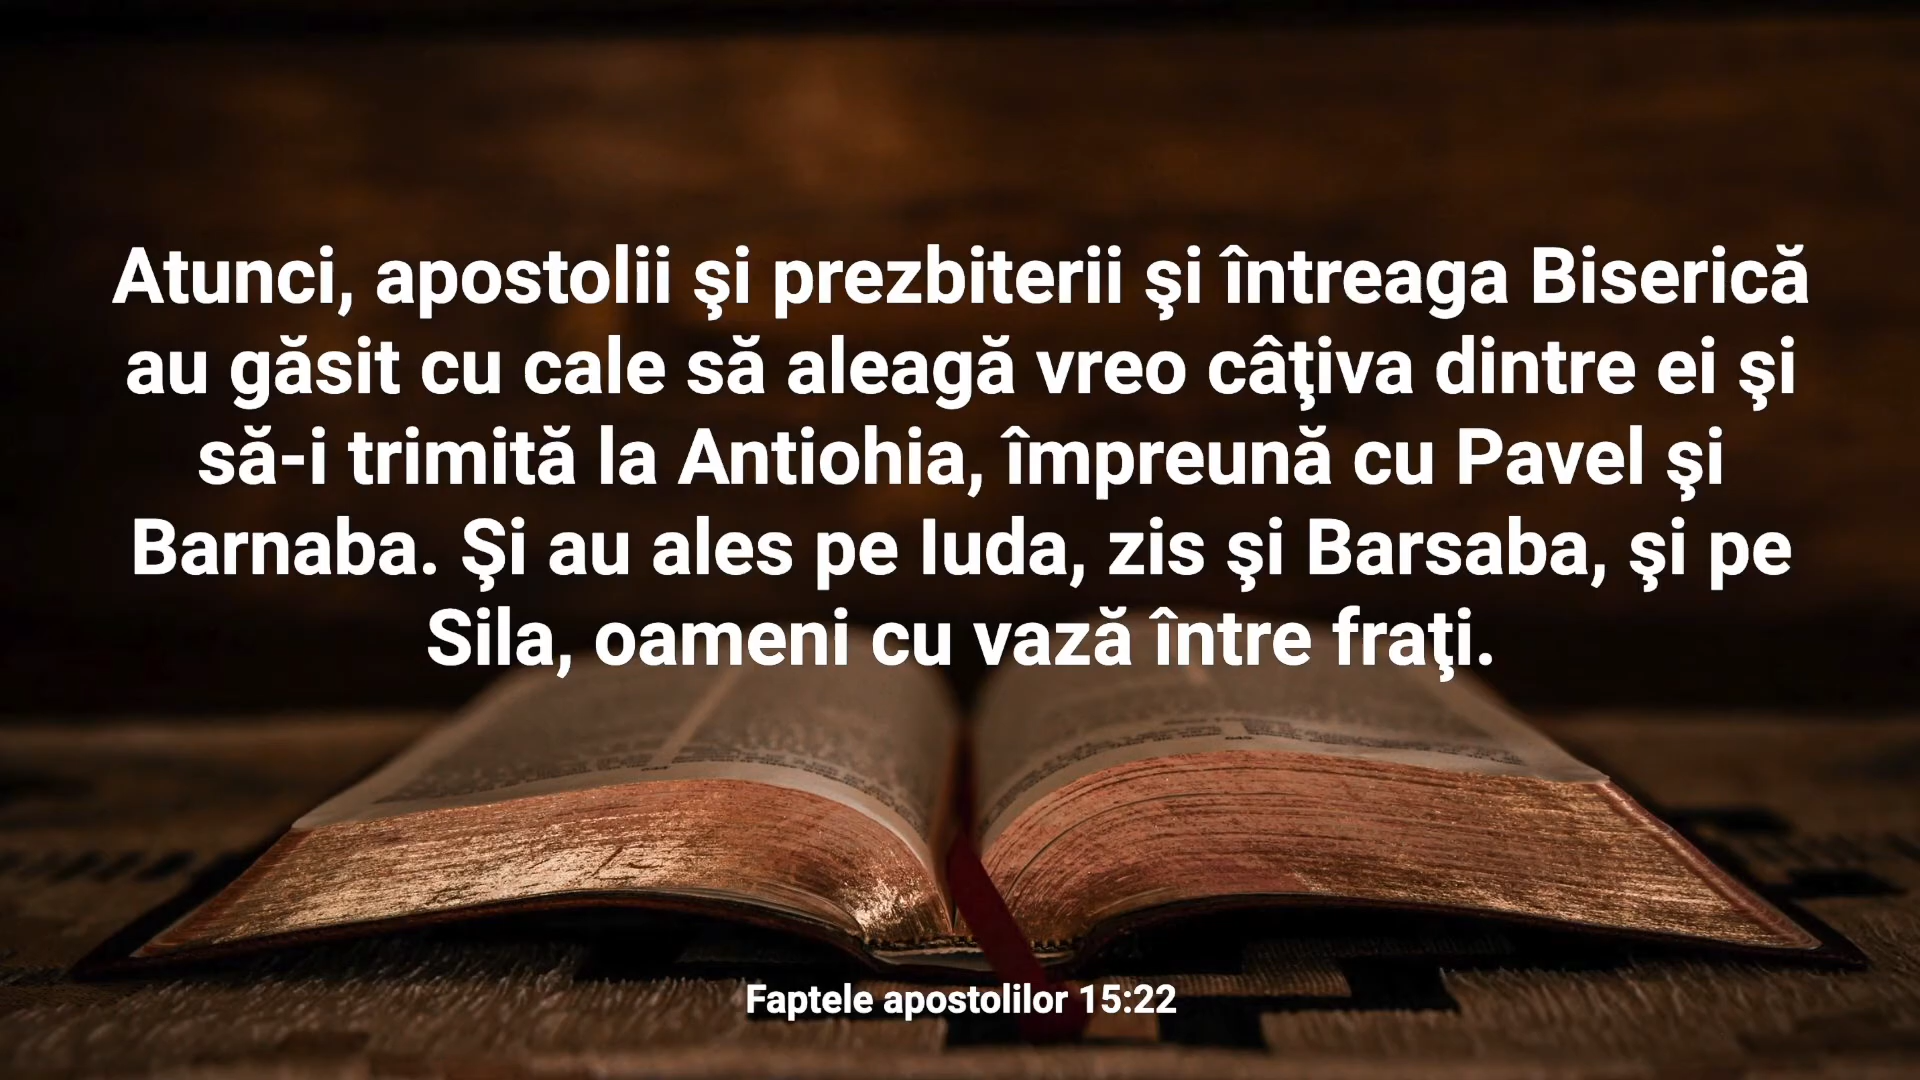 Atunci, apostolii şi prezbiterii şi întreaga Biserică
au găsit cu cale să aleagă vreo câţiva dintre ei şi
să-i trimită la Antiohia, împreună cu Pavel şi
Barnaba. Şi au ales pe Iuda, zis şi Barsaba, şi pe
Sila, oameni cu vază între fraţi.
Faptele apostolilor 15:22